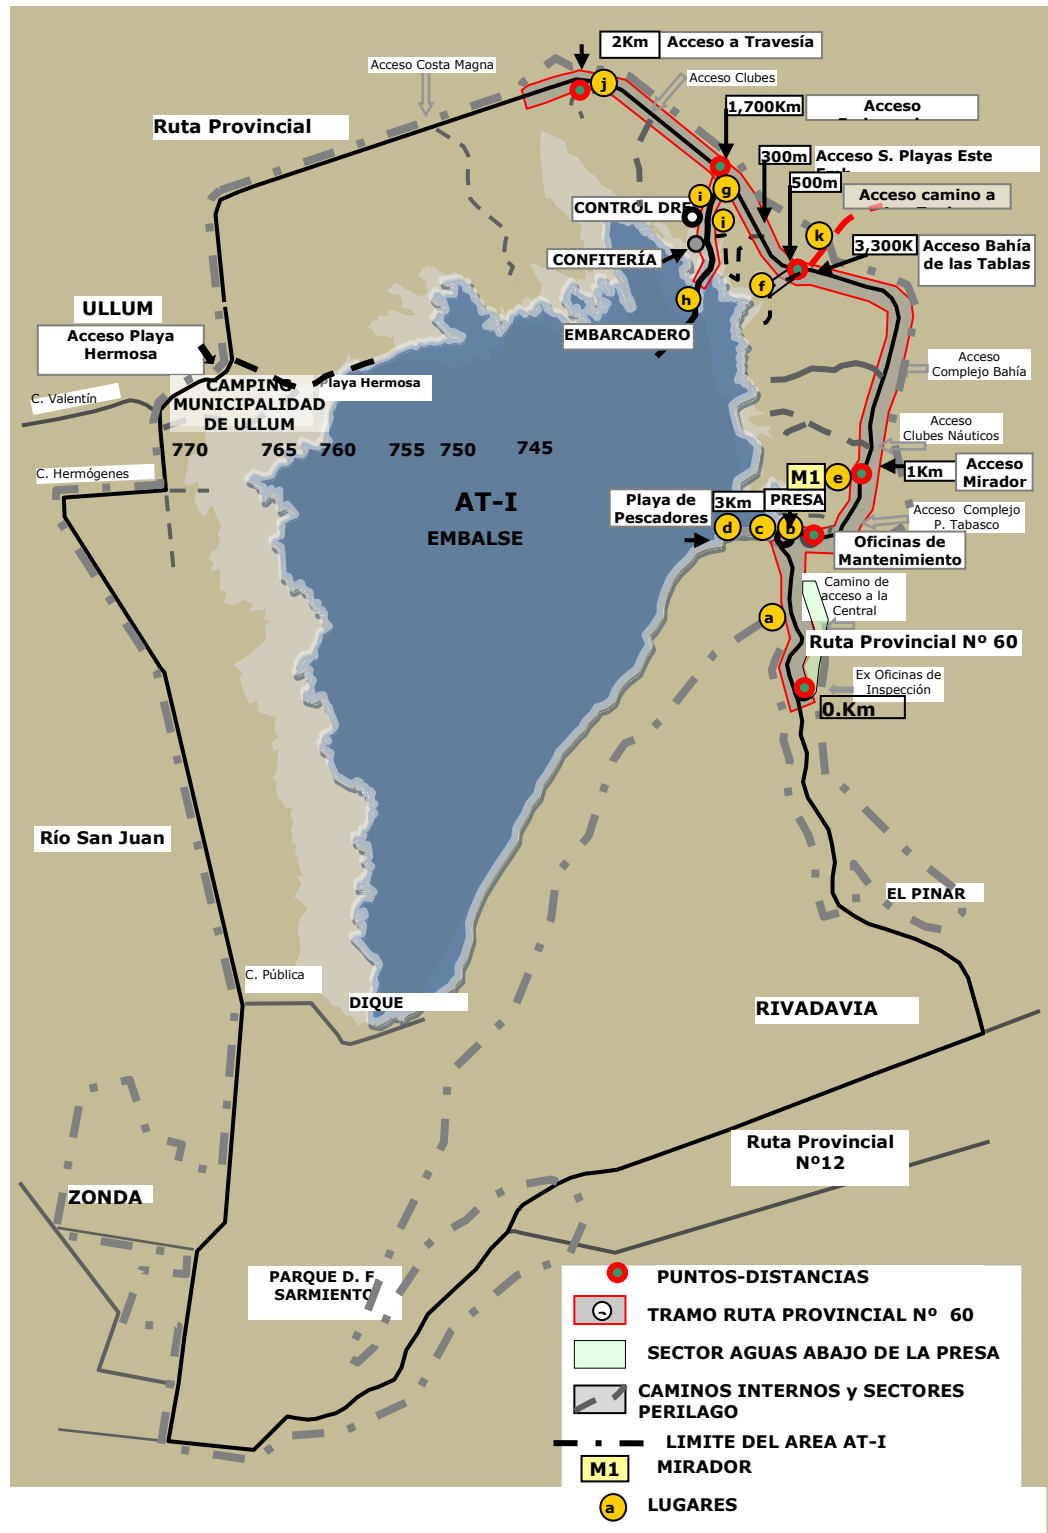 2Km
Acceso a Travesía
Acceso Costa Magna
Acceso Clubes
j
1,700Km
Acceso
Ruta Provincial
300m
Acceso S. Playas Este
500m
Acceso camino a
i
g
CONTROL DRE
i
k
3,300K
Acceso Bahía
de las Tablas
CONFITERÍA
f
h
ULLUM
Acceso Playa
Hermosa
EMBARCADERO
Acceso
Complejo Bahía
CAMPING
MUNICIPALIDAD
DE ULLUM
Playa Hermosa
C. Valentín
Acceso
Clubes Náuticos
770
765
760
755
750
745
C. Hermógenes
M1
e
1Km
Acceso
Mirador
AT-I
EMBALSE
Playa de
Pescadores
3Km
PRESA
Acceso Complejo
P. Tabasco
d
c
b
Oficinas de
Mantenimiento
Camino de
acceso a la
Central
a
Ruta Provincial Nº 60
Ex Oficinas de
Inspección
0.Km
Río San Juan
EL PINAR
C. Pública
DIQUE
RIVADAVIA
Ruta Provincial
Nº12
ZONDA
PARQUE D. F.
SARMIENTO
PUNTOS-DISTANCIAS
TRAMO RUTA PROVINCIAL Nº 60
SECTOR AGUAS ABAJO DE LA PRESA
CAMINOS INTERNOS y SECTORES
PERILAGO
LIMITE DEL AREA AT-I
M1
MIRADOR
a
LUGARES